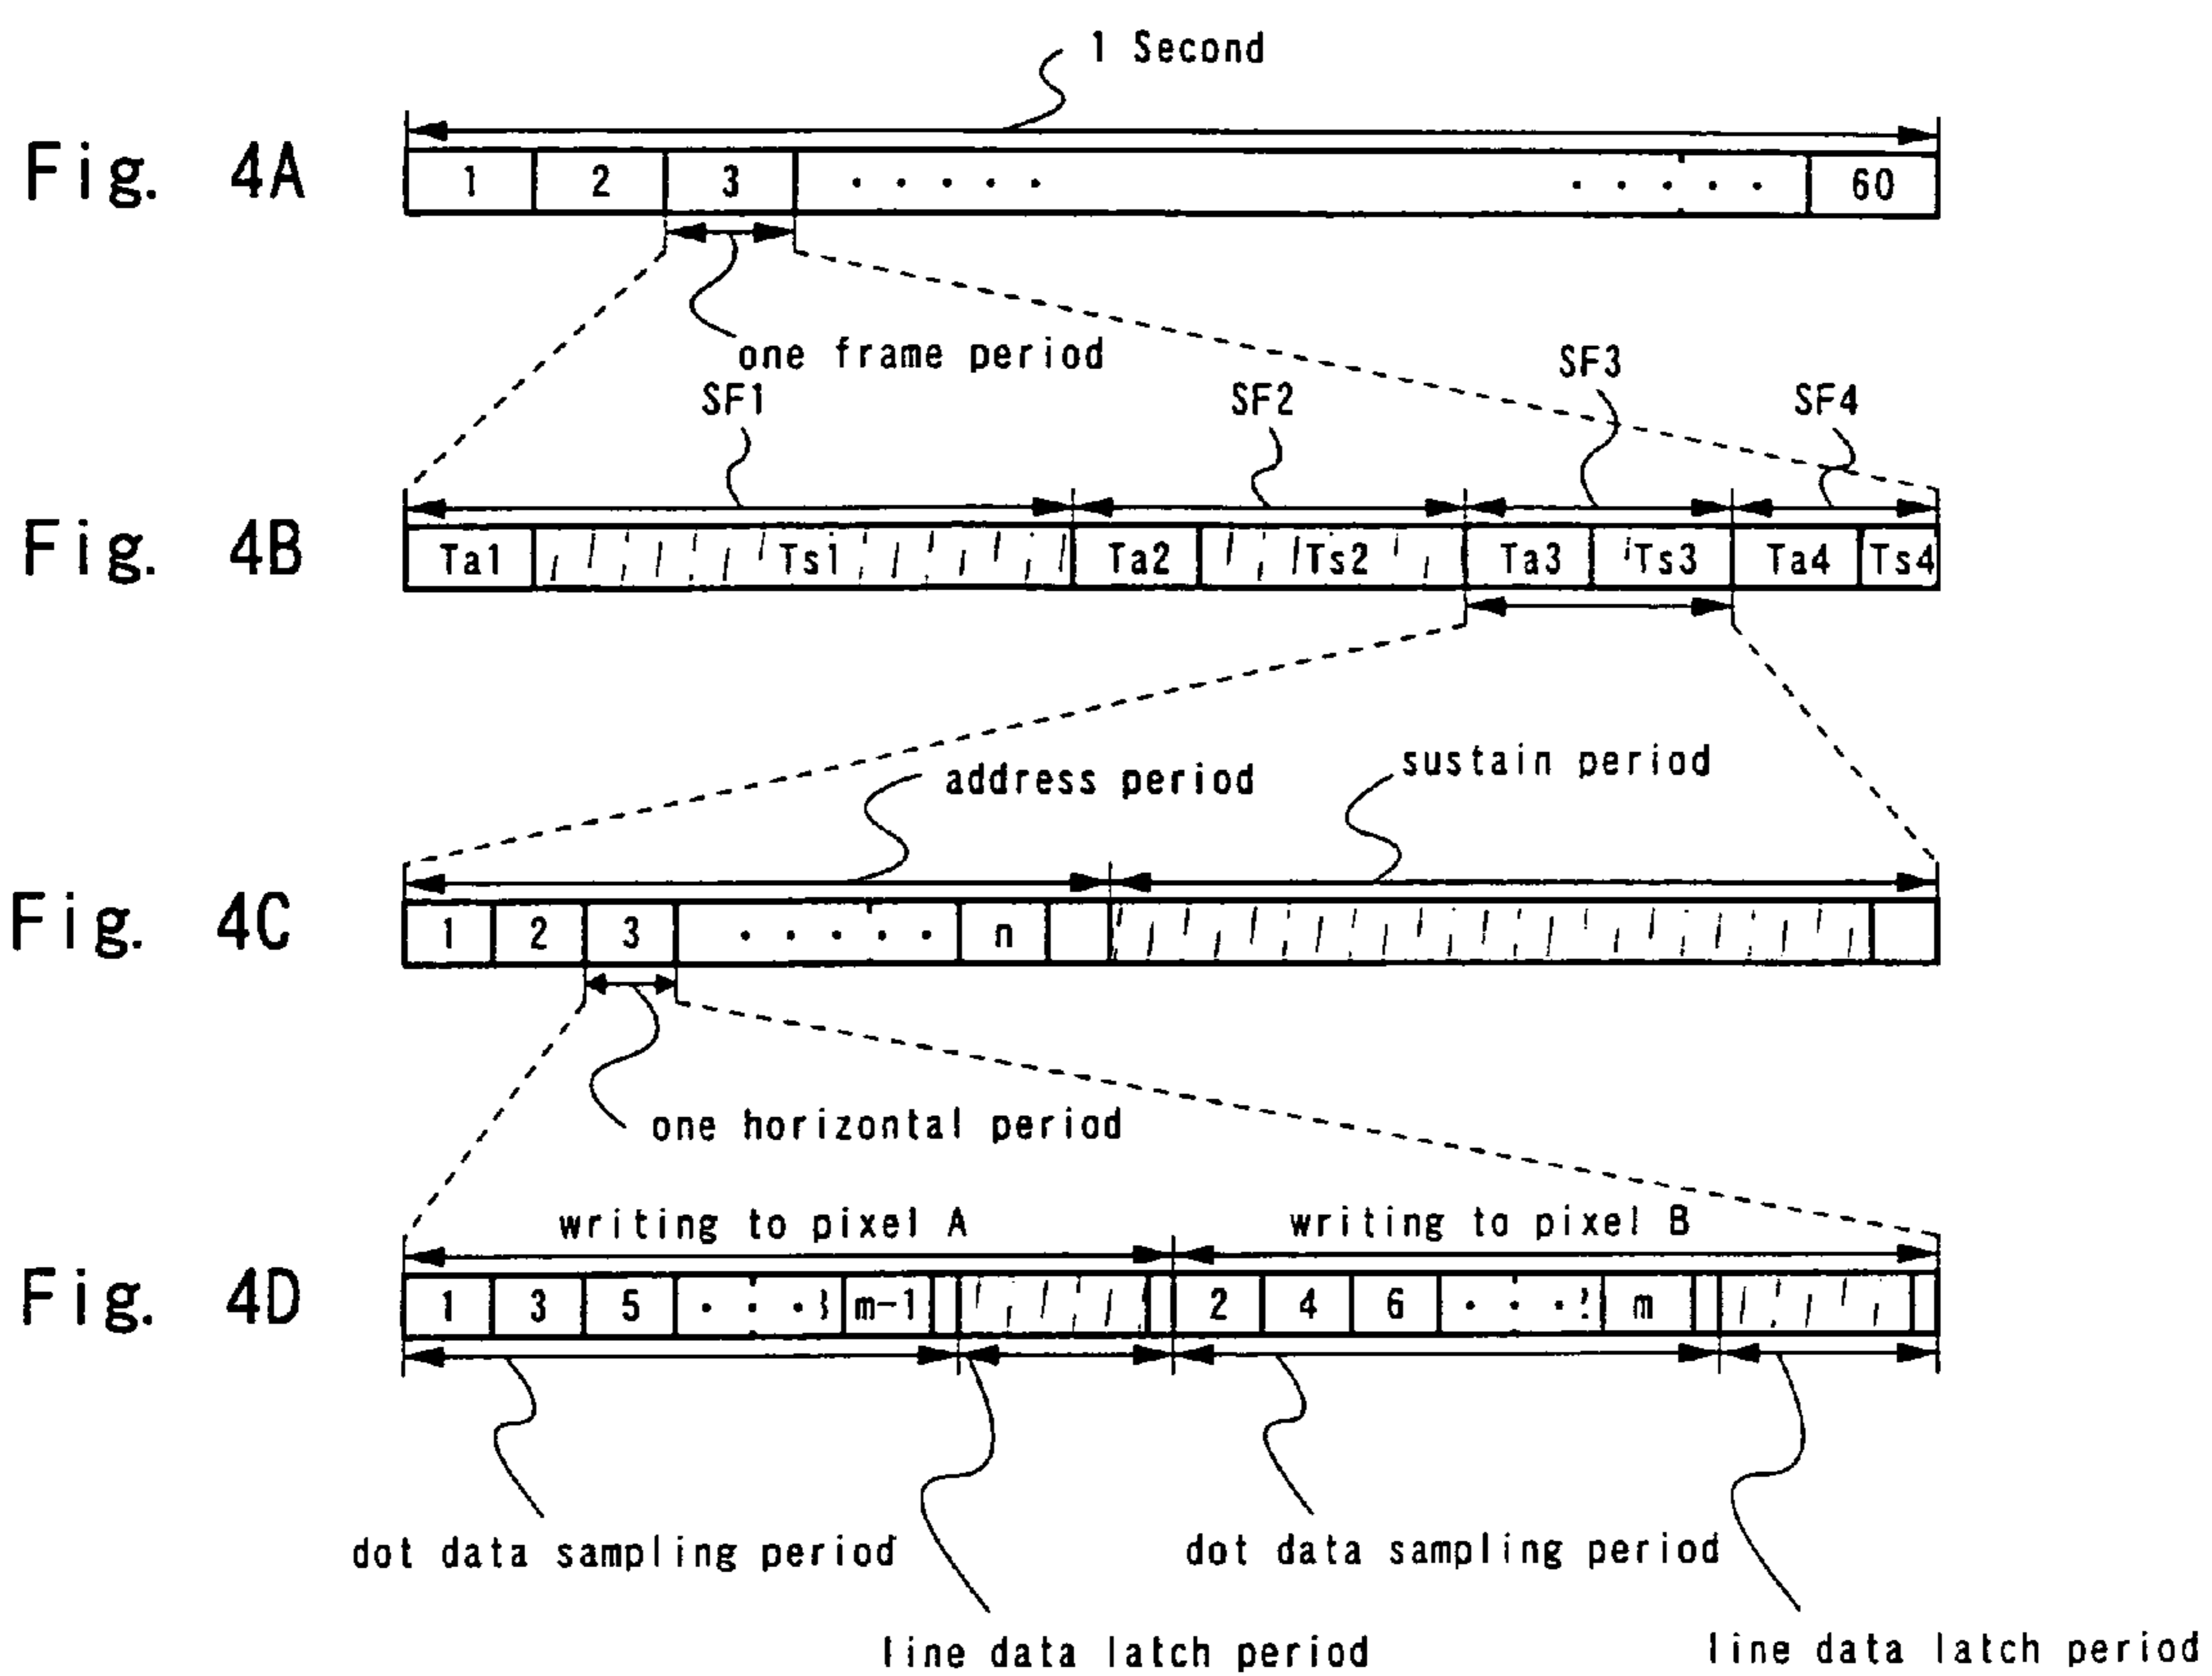 1 Second
Fig. 4A
1 2 3 · · · · · · · · · · 60
one frame period
SF1 SF2 SF3 SF4
Fig. 4B
Ta1 Ts1 Ta2 Ts2 Ta3 Ts3 Ta4 Ts4
address period sustain period
Fig. 4C
1 2 3 · · · · · n
one horizontal period
writing to pixel A writing to pixel B
Fig. 4D
1 3 5 · · · m-1 2 4 6 · · · m
dot data sampling period dot data sampling period
line data latch period line data latch period